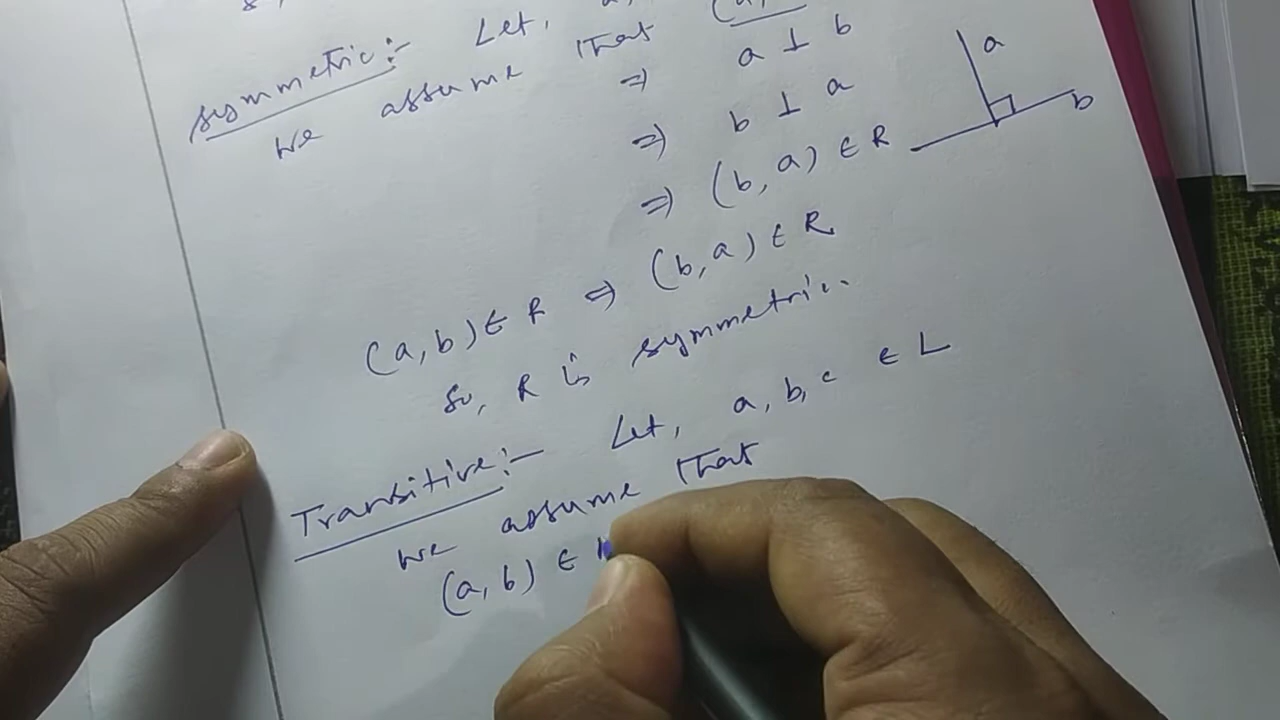 symmetric:- Let,
we assume that
⇒ a ⊥ b
⇒ b ⊥ a
⇒ (b, a) ∈ R
a
b
(a, b) ∈ R ⇒ (b, a) ∈ R
So, R is symmetric.
Transitive:- Let, a, b, c ∈ L
we assume that
(a, b) ∈